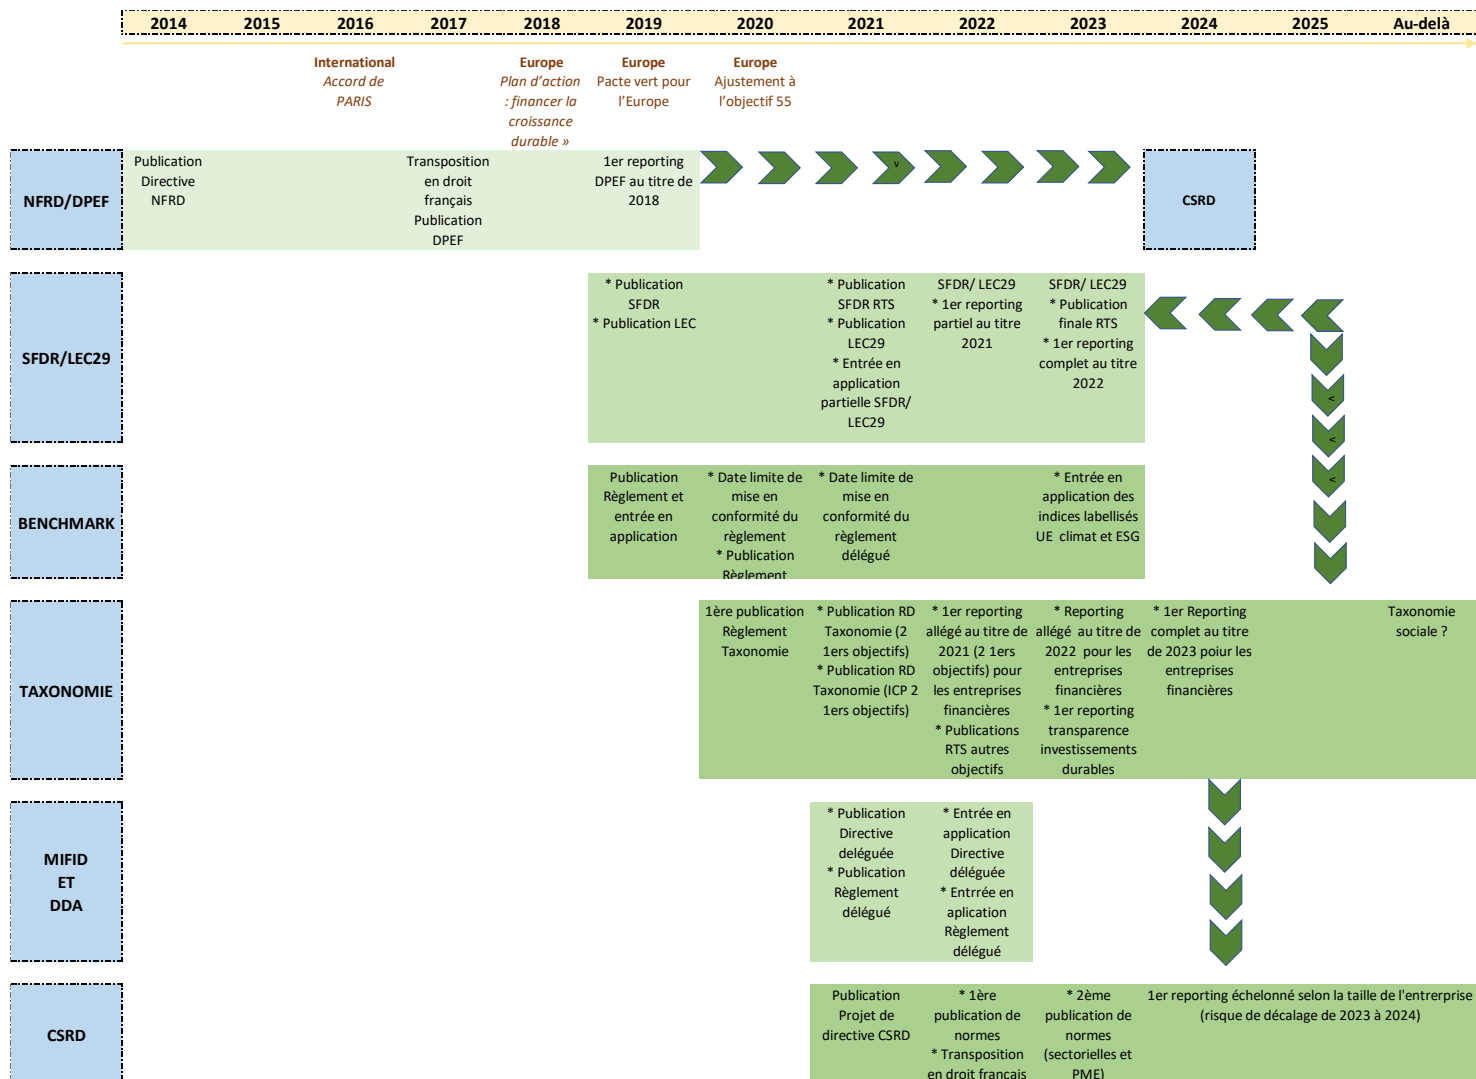 2014 2015 2016 2017 2018 2019 2020 2021 2022 2023 2024 2025 Au-delà
International
Accord de
PARIS
Europe
Plan d'action
: financer la
croissance
durable »
Europe
Pacte vert pour
l'Europe
Europe
Ajustement à
l'objectif 55
NFRD/DPEF
Publication
Directive
NFRD
Transposition
en droit
français
Publication
DPEF
1er reporting
DPEF au titre de
2018
v
CSRD
SFDR/LEC29
* Publication
SFDR
* Publication LEC
* Publication
SFDR RTS
* Publication
LEC29
* Entrée en
application
partielle SFDR/
LEC29
SFDR/ LEC29
* 1er reporting
partiel au titre
2021
SFDR/ LEC29
* Publication
finale RTS
* 1er reporting
complet au titre
2022
<
<
<
BENCHMARK
Publication
Règlement et
entrée en
application
* Date limite de
mise en
conformité du
règlement
* Publication
Règlement
* Date limite de
mise en
conformité du
règlement
délégué
* Entrée en
application des
indices labellisés
UE climat et ESG
TAXONOMIE
1ère publication
Règlement
Taxonomie
* Publication RD
Taxonomie (2
1ers objectifs)
* Publication RD
Taxonomie (ICP 2
1ers objectifs)
* 1er reporting
allégé au titre de
2021 (2 1ers
objectifs) pour
les entreprises
financières
* Publications
RTS autres
objectifs
* Reporting
allégé au titre de
2022 pour les
entreprises
financières
* 1er reporting
transparence
investissements
durables
* 1er Reporting
complet au titre
de 2023 poiur les
entreprises
financières
Taxonomie
sociale ?
MIFID
ET
DDA
* Publication
Directive
deléguée
* Publication
Règlement
délégué
* Entrée en
application
Directive
déléguée
* Entrrée en
aplication
Règlement
délégué
CSRD
Publication
Projet de
directive CSRD
* 1ère
publication de
normes
* Transposition
en droit français
* 2ème
publication de
normes
(sectorielles et
PME)
1er reporting échelonné selon la taille de l'entrerprise
(risque de décalage de 2023 à 2024)